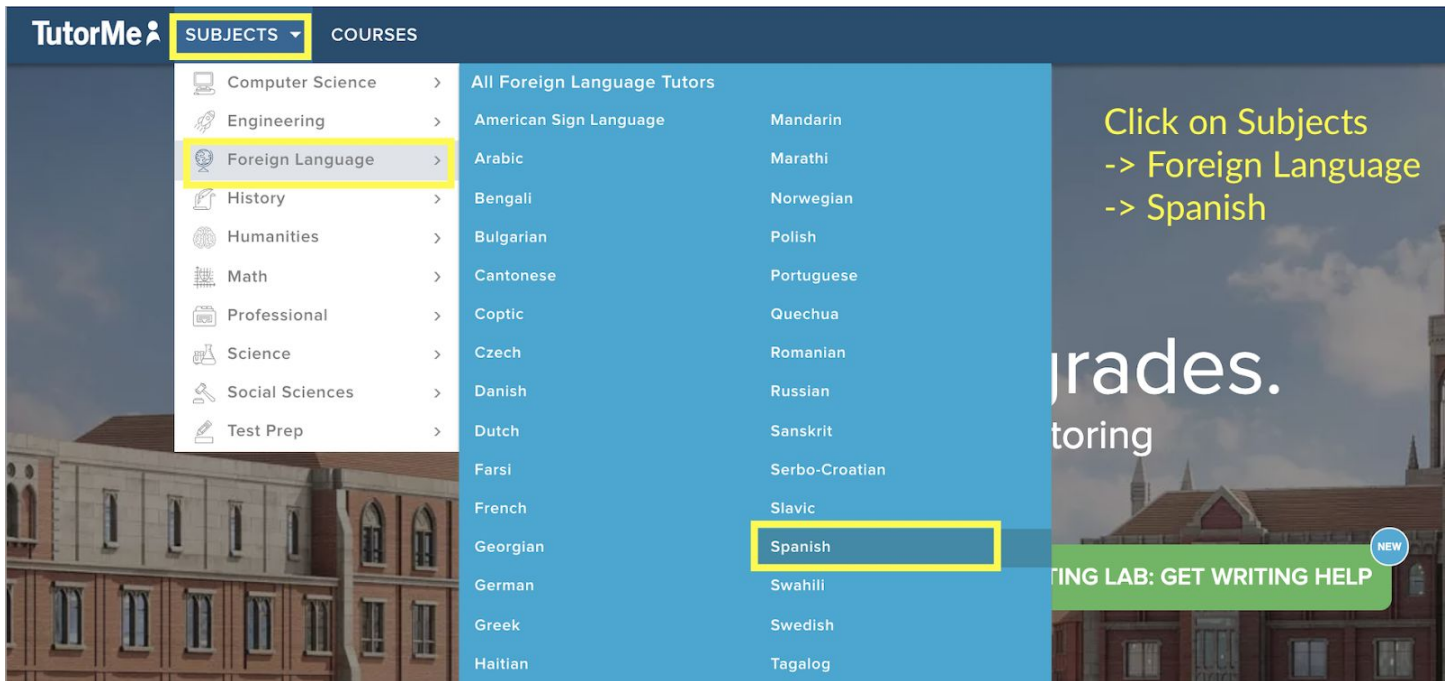 TutorMe SUBJECTS COURSES
Computer Science
Engineering
Foreign Language
History
Humanities
Math
Professional
Science
Social Sciences
Test Prep
All Foreign Language Tutors
American Sign Language
Arabic
Bengali
Bulgarian
Cantonese
Coptic
Czech
Danish
Dutch
Farsi
French
Georgian
German
Greek
Haitian
Mandarin
Marathi
Norwegian
Polish
Portuguese
Quechua
Romanian
Russian
Sanskrit
Serbo-Croatian
Slavic
Spanish
Swahili
Swedish
Tagalog
Click on Subjects
-> Foreign Language
-> Spanish
rades.
toring
NEW
TING LAB: GET WRITING HELP